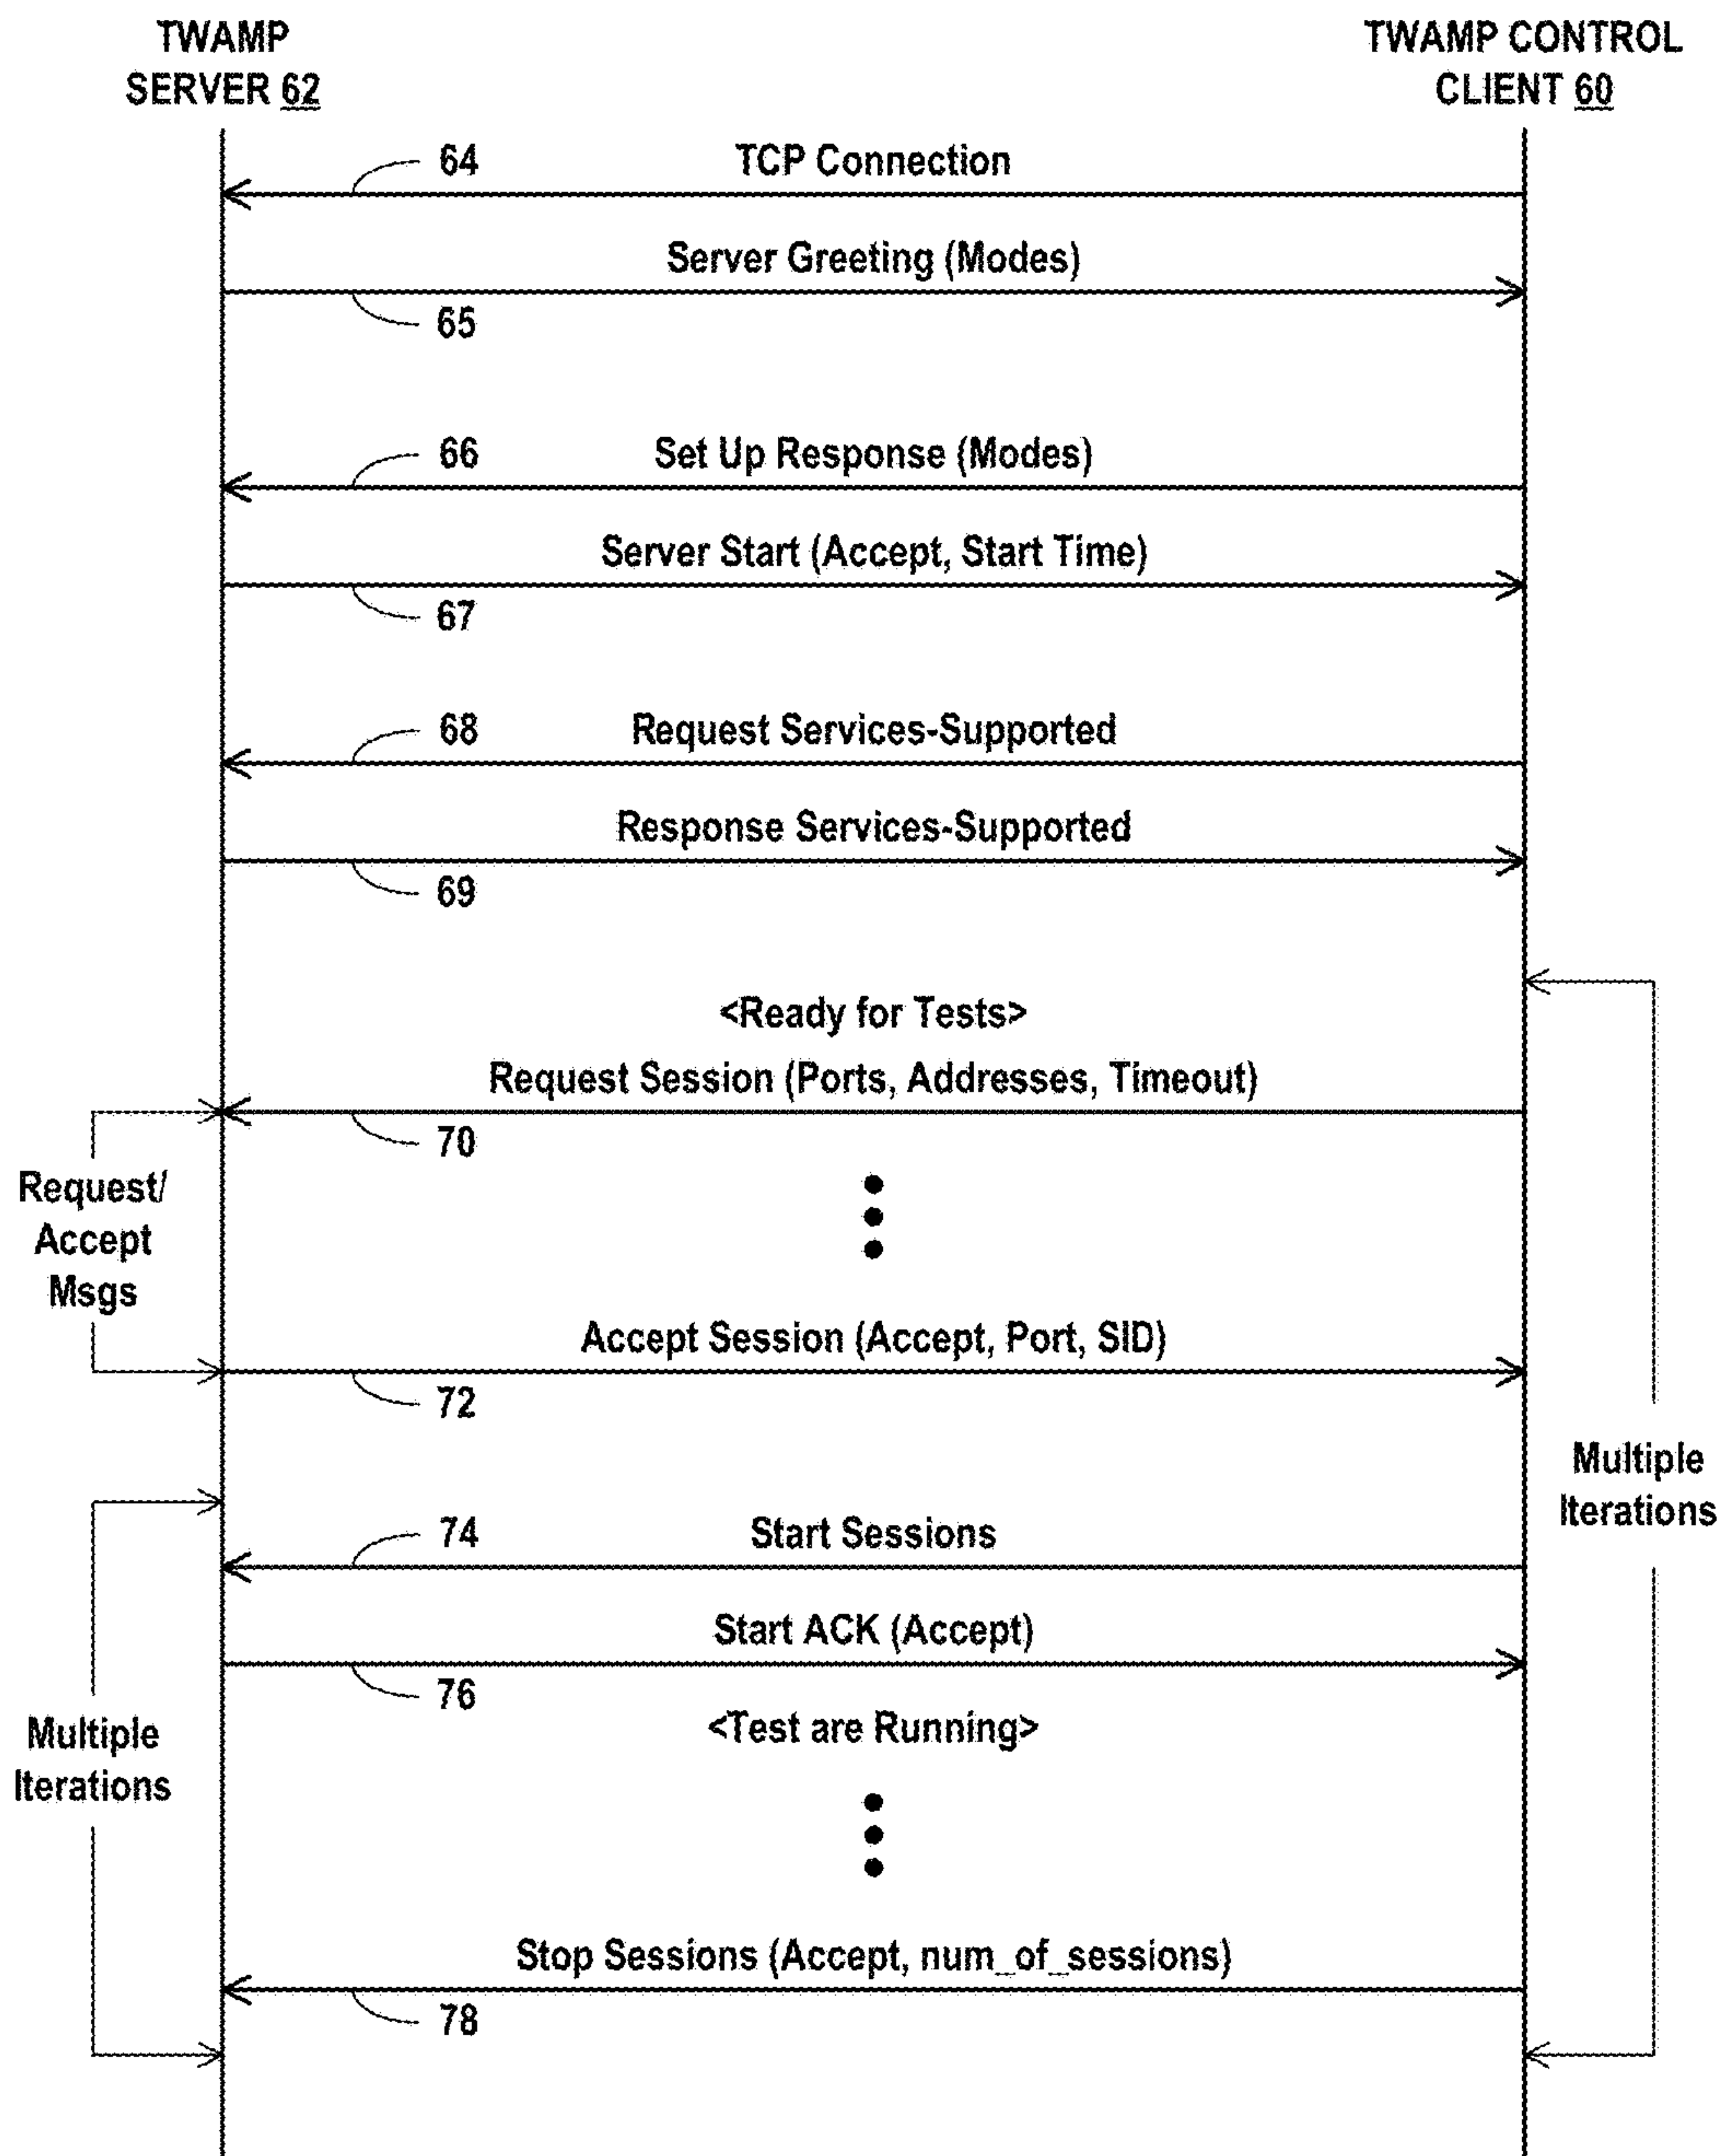 TWAMP
SERVER 62
TWAMP CONTROL
CLIENT 60
64
TCP Connection
Server Greeting (Modes)
65
66
Set Up Response (Modes)
Server Start (Accept, Start Time)
67
68
Request Services-Supported
Response Services-Supported
69
<Ready for Tests>
Request Session (Ports, Addresses, Timeout)
70
Request/
Accept
Msgs
Accept Session (Accept, Port, SID)
72
Multiple
Iterations
74
Start Sessions
Start ACK (Accept)
76
<Test are Running>
Multiple
Iterations
Stop Sessions (Accept, num_of_sessions)
78